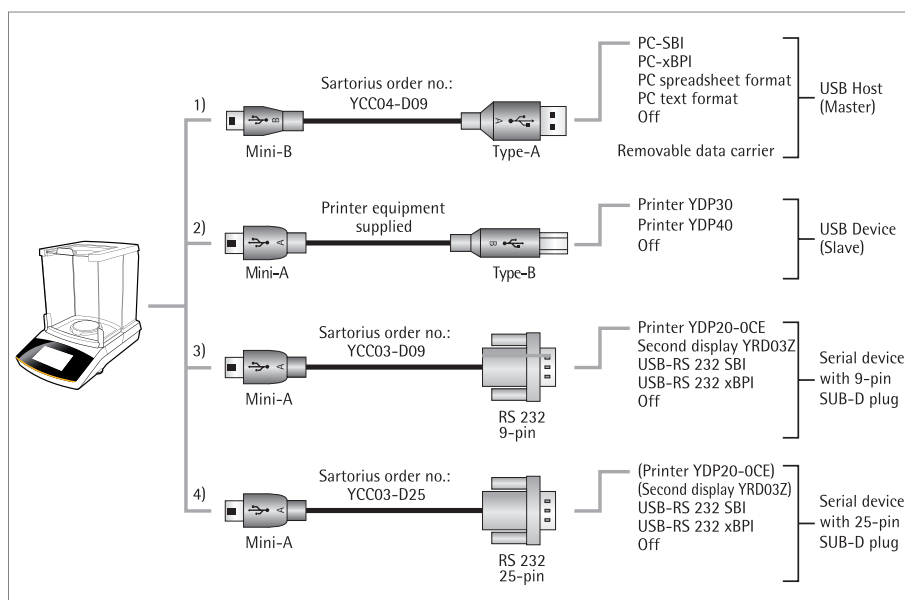 1)
Sartorius order no.:
YCC04-D09
Mini-B
B
A
Type-A
PC-SBI
PC-xBPI
PC spreadsheet format
PC text format
Off
Removable data carrier
USB Host
(Master)
2)
Printer equipment
supplied
Mini-A
A
B
Type-B
Printer YDP30
Printer YDP40
Off
USB Device
(Slave)
3)
Sartorius order no.:
YCC03-D09
Mini-A
A
RS 232
9-pin
Printer YDP20-0CE
Second display YRD03Z
USB-RS 232 SBI
USB-RS 232 xBPI
Off
Serial device
with 9-pin
SUB-D plug
4)
Sartorius order no.:
YCC03-D25
Mini-A
A
RS 232
25-pin
(Printer YDP20-0CE)
(Second display YRD03Z)
USB-RS 232 SBI
USB-RS 232 xBPI
Off
Serial device
with 25-pin
SUB-D plug